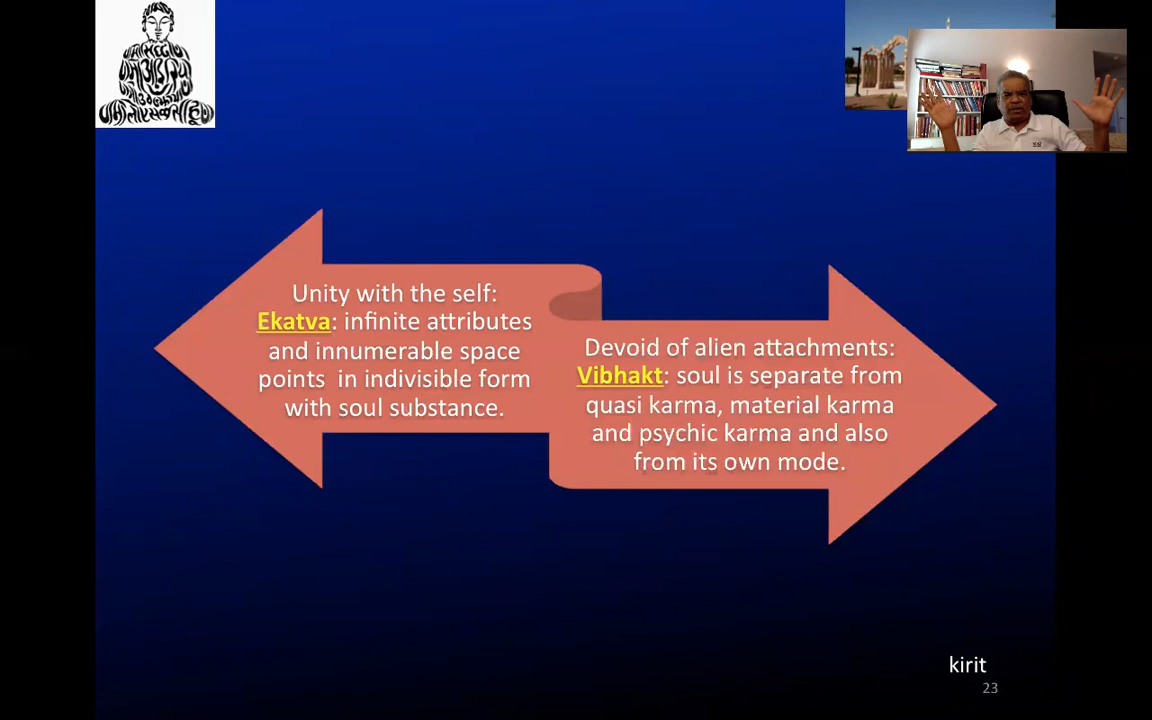 Unity with the self:
Ekatva: infinite attributes
and innumerable space
points in indivisible form
with soul substance.
Devoid of alien attachments:
Vibhakt: soul is separate from
quasi karma, material karma
and psychic karma and also
from its own mode.
kirit
23